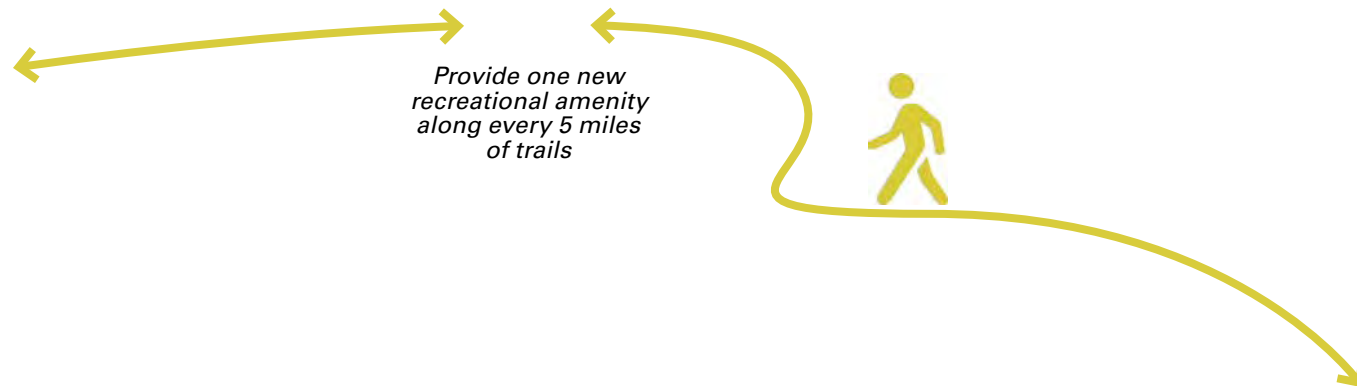 Provide one new
recreational amenity
along every 5 miles
of trails